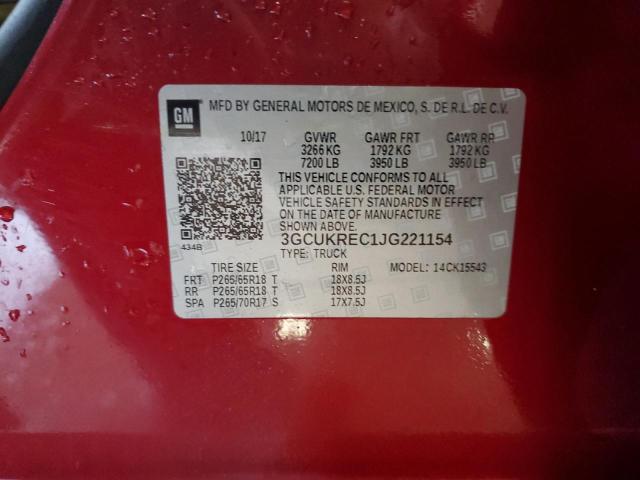 GM MFD BY GENERAL MOTORS DE MEXICO, S. DE R.L. DE C.V.
10/17 GVWR GAWR FRT GAWR RR
3266 KG 1792 KG 1792 KG
7200 LB 3950 LB 3950 LB
THIS VEHICLE CONFORMS TO ALL
APPLICABLE U.S. FEDERAL MOTOR
VEHICLE SAFETY STANDARDS IN EFFECT
ON THE DATE OF MANUFACTURE
SHOWN ABOVE.
434B 3GCUKREC1JG221154
TYPE: TRUCK
TIRE SIZE RIM MODEL: 14CK15543
FRT P265/65R18 T 18X8.5J
RR P265/65R18 T 18X8.5J
SPA P265/70R17 S 17X7.5J